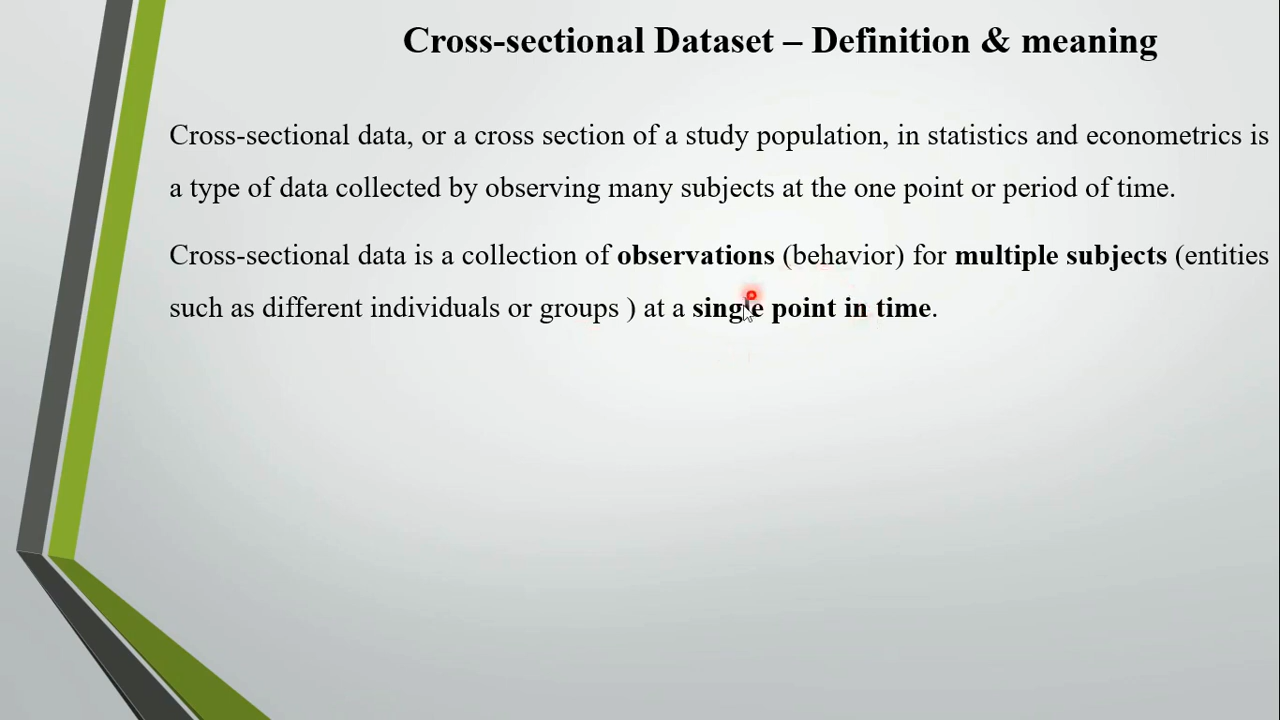 Cross-sectional Dataset – Definition & meaning
Cross-sectional data, or a cross section of a study population, in statistics and econometrics is
a type of data collected by observing many subjects at the one point or period of time.
Cross-sectional data is a collection of observations (behavior) for multiple subjects (entities
such as different individuals or groups ) at a single point in time.